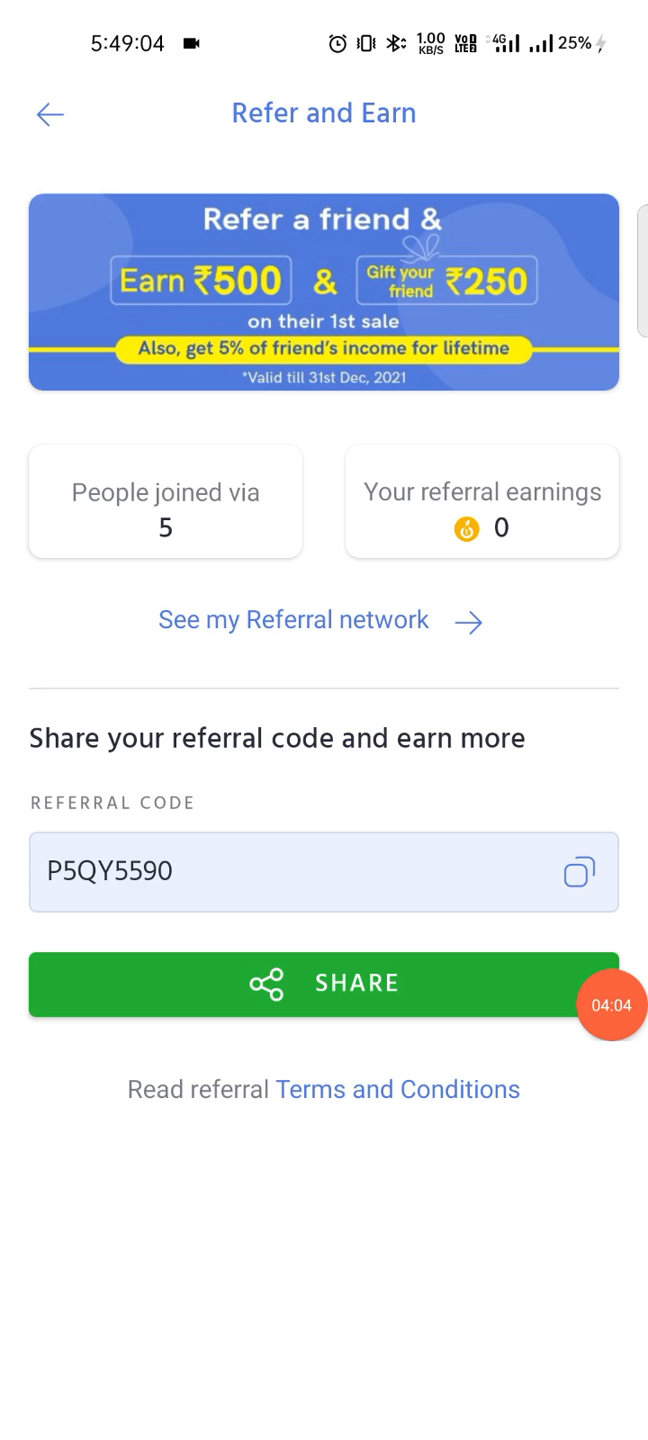 5:49:04 1.00 KB/S VoD LTE2 4G 25%
Refer and Earn
Refer a friend &
Earn ₹500 & Gift your friend ₹250
on their 1st sale
Also, get 5% of friend's income for lifetime
*Valid till 31st Dec, 2021
People joined via
5
Your referral earnings
0
See my Referral network
Share your referral code and earn more
REFERRAL CODE
P5QY5590
SHARE
04:04
Read referral Terms and Conditions